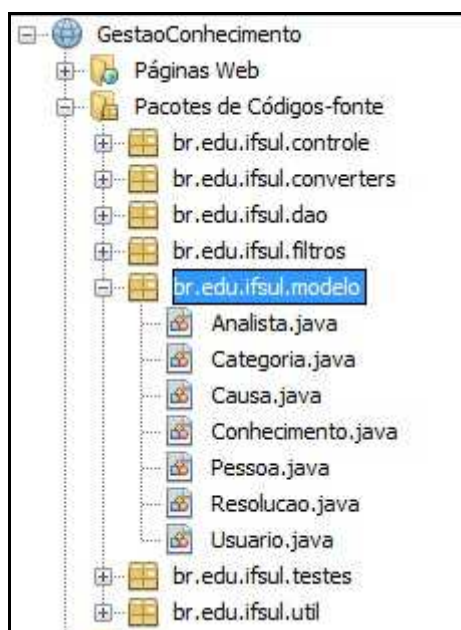 GestaoConhecimento
Páginas Web
Pacotes de Códigos-fonte
br.edu.ifsul.controle
br.edu.ifsul.converters
br.edu.ifsul.dao
br.edu.ifsul.filtros
br.edu.ifsul.modelo
Analista.java
Categoria.java
Causa.java
Conhecimento.java
Pessoa.java
Resolucao.java
Usuario.java
br.edu.ifsul.testes
br.edu.ifsul.util